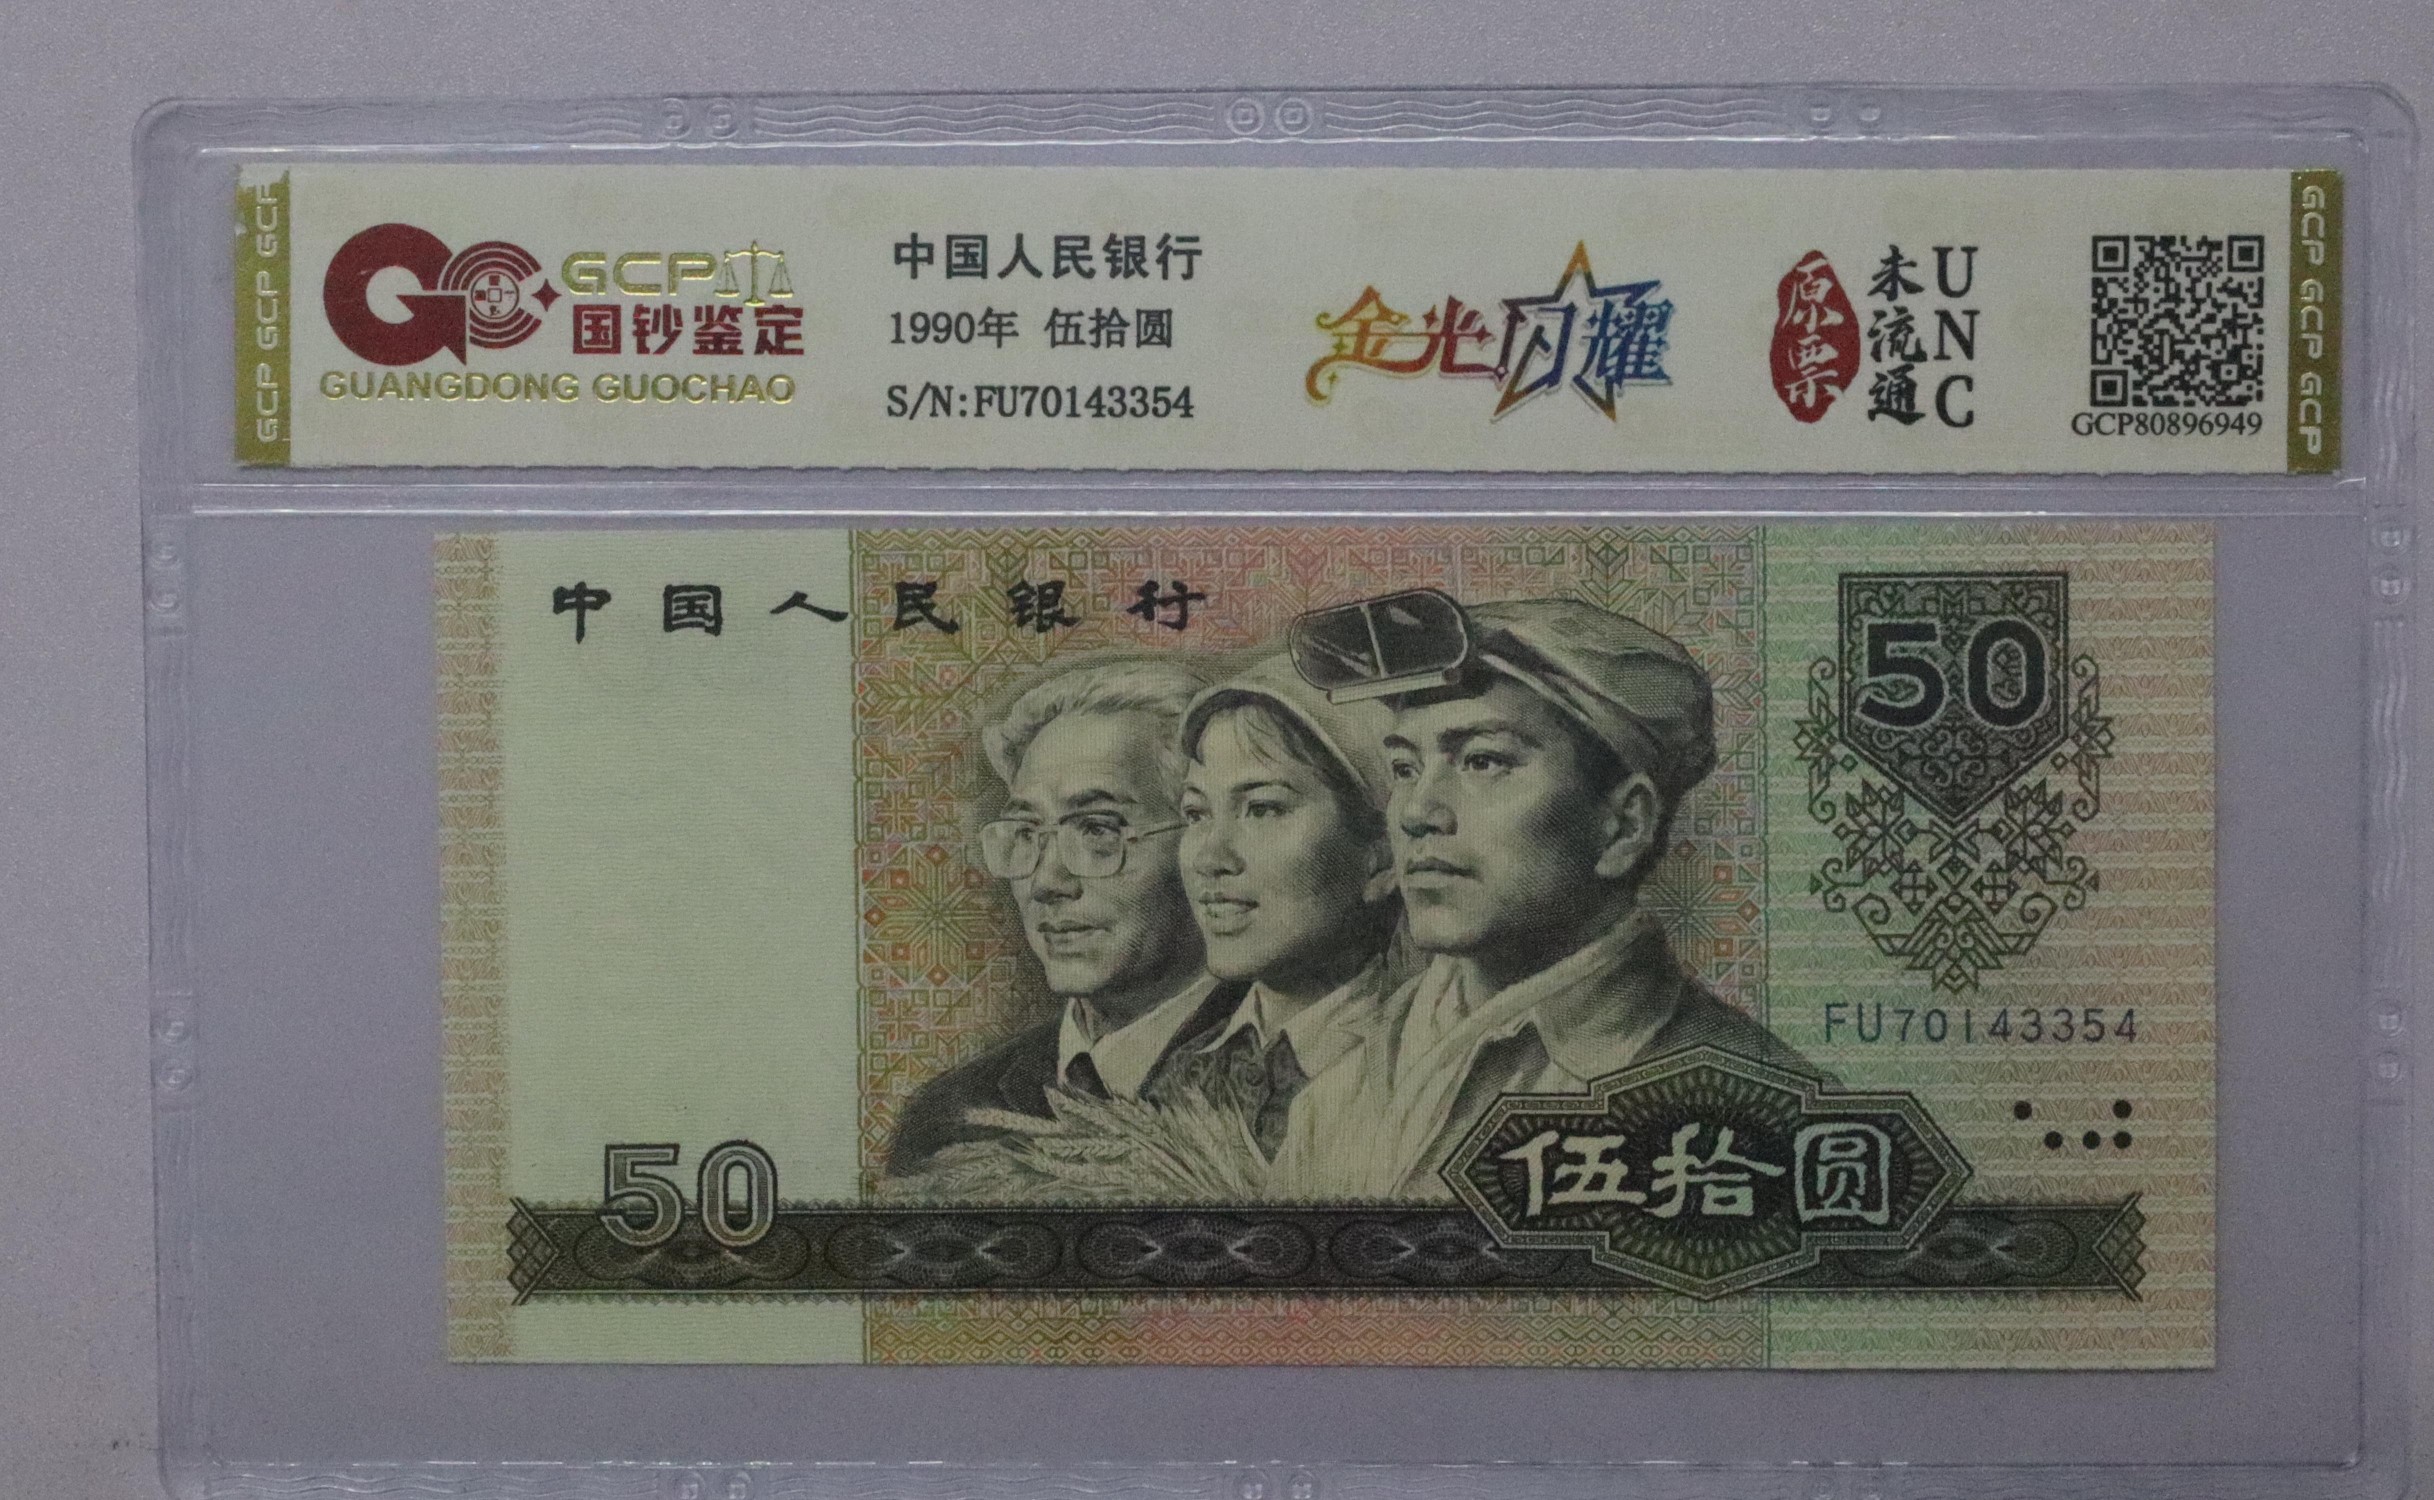 GCP GCP GCP
GCP
国钞鉴定
GUANGDONG GUOCHAO
中国人民银行
1990年 伍拾圆
S/N:FU70143354
金光闪耀
原票
未流通
UNC
GCP80896949
GCP GCP GCP
中国人民银行
50
FU70143354
50
伍拾圆